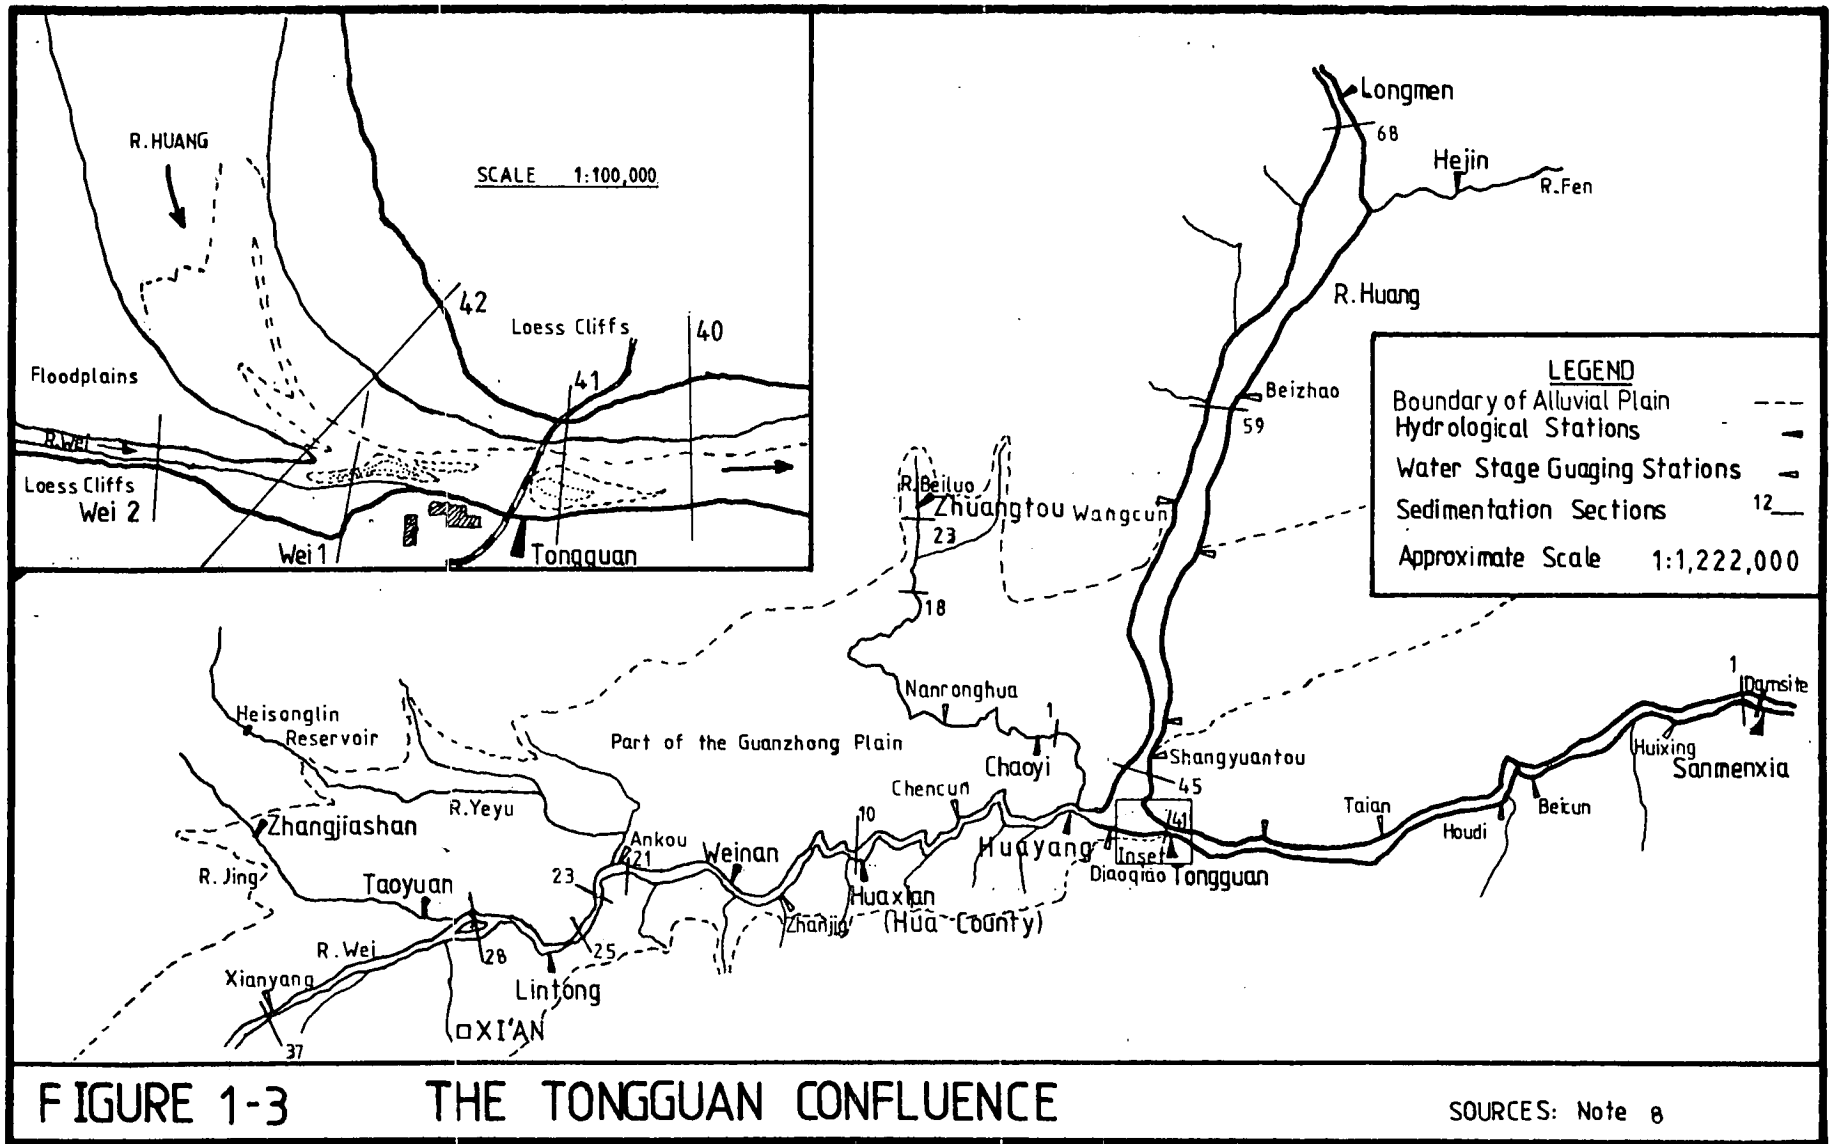 R.HUANG
SCALE 1:100,000
42
Loess Cliffs
40
41
Floodplains
R.Wei
Loess Cliffs
Wei 2
Wei 1
Tongguan
Longmen
68
Hejin
R.Fen
R.Huang
LEGEND
Boundary of Alluvial Plain
Hydrological Stations
Water Stage Guaging Stations
Sedimentation Sections 12
Approximate Scale 1:1,222,000
Beizhao
59
R.Beiluo
Zhuangtou
Wangcun
23
18
Nanronghua
1
Chaoyi
Part of the Guanzhong Plain
Heisonglin
Reservoir
R.Yeyu
Zhangjiashan
R.Jing
Taoyuan
R.Wei
Xianyang
37
28
Lintong
25
23
XI'AN
Ankou
21
Weinan
Zhanjia
10
Huaxian
(Hua County)
Chencun
Huayang
Diaoqiao
Inset
41
Tongguan
45
Shangyuantou
Taian
Houdi
Beicun
Huixing
1
Damsite
Sanmenxia
FIGURE 1-3 THE TONGGUAN CONFLUENCE
SOURCES: Note 8